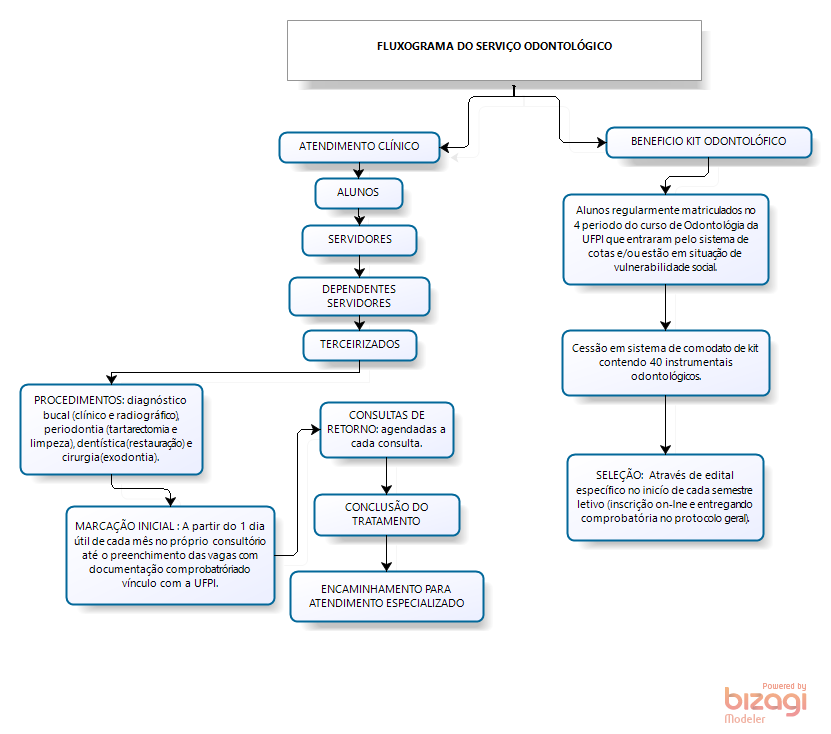 FLUXOGRAMA DO SERVIÇO ODONTOLÓGICO
ATENDIMENTO CLÍNICO
ALUNOS
SERVIDORES
DEPENDENTES
SERVIDORES
TERCEIRIZADOS
PROCEDIMENTOS: diagnóstico
bucal (clínico e radiográfico),
periodontia (tartarectomia e
limpeza), dentística(restauração) e
cirurgia(exodontia).
MARCAÇÃO INICIAL : A partir do 1 dia
útil de cada mês no próprio consultório
até o preenchimento das vagas com
documentação comprobatróriado
vínculo com a UFPI.
CONSULTAS DE
RETORNO: agendadas a
cada consulta.
CONCLUSÃO DO
TRATAMENTO
ENCAMINHAMENTO PARA
ATENDIMENTO ESPECIALIZADO
BENEFICIO KIT ODONTOLÓFICO
Alunos regularmente matriculados no
4 periodo do curso de Odontológia da
UFPI que entraram pelo sistema de
cotas e/ou estão em situação de
vulnerabilidade social.
Cessão em sistema de comodato de kit
contendo 40 instrumentais
odontológicos.
SELEÇÃO: Através de edital
específico no inicío de cada semestre
letivo (inscrição on-lne e entregando
comprobatória no protocolo geral).
Powered by
bizagi
Modeler